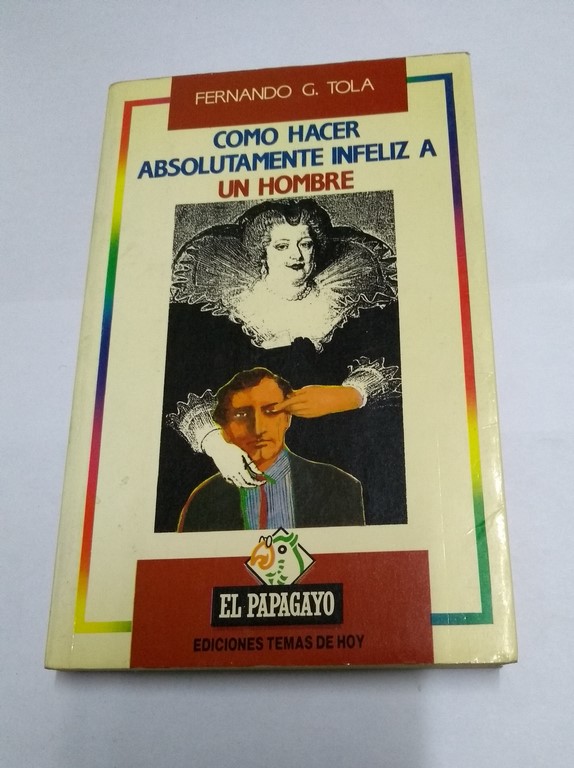 FERNANDO G. TOLA
COMO HACER
ABSOLUTAMENTE INFELIZ A
UN HOMBRE
EL PAPAGAYO
EDICIONES TEMAS DE HOY